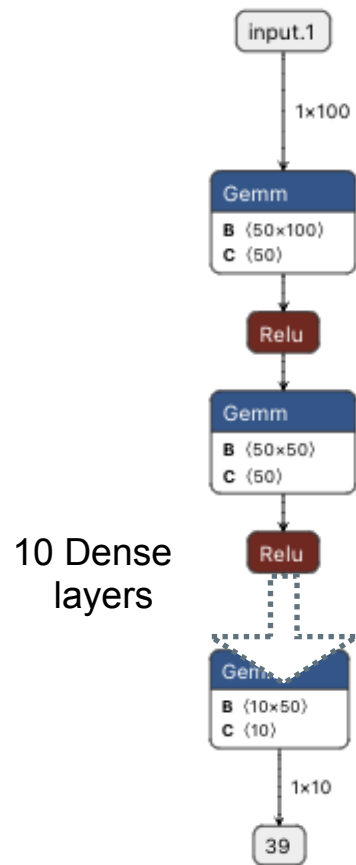 input.1
1×100
Gemm
B ⟨50×100⟩
C ⟨50⟩
Relu
Gemm
B ⟨50×50⟩
C ⟨50⟩
10 Dense
layers
Relu
B ⟨10×50⟩
C ⟨10⟩
1×10
39